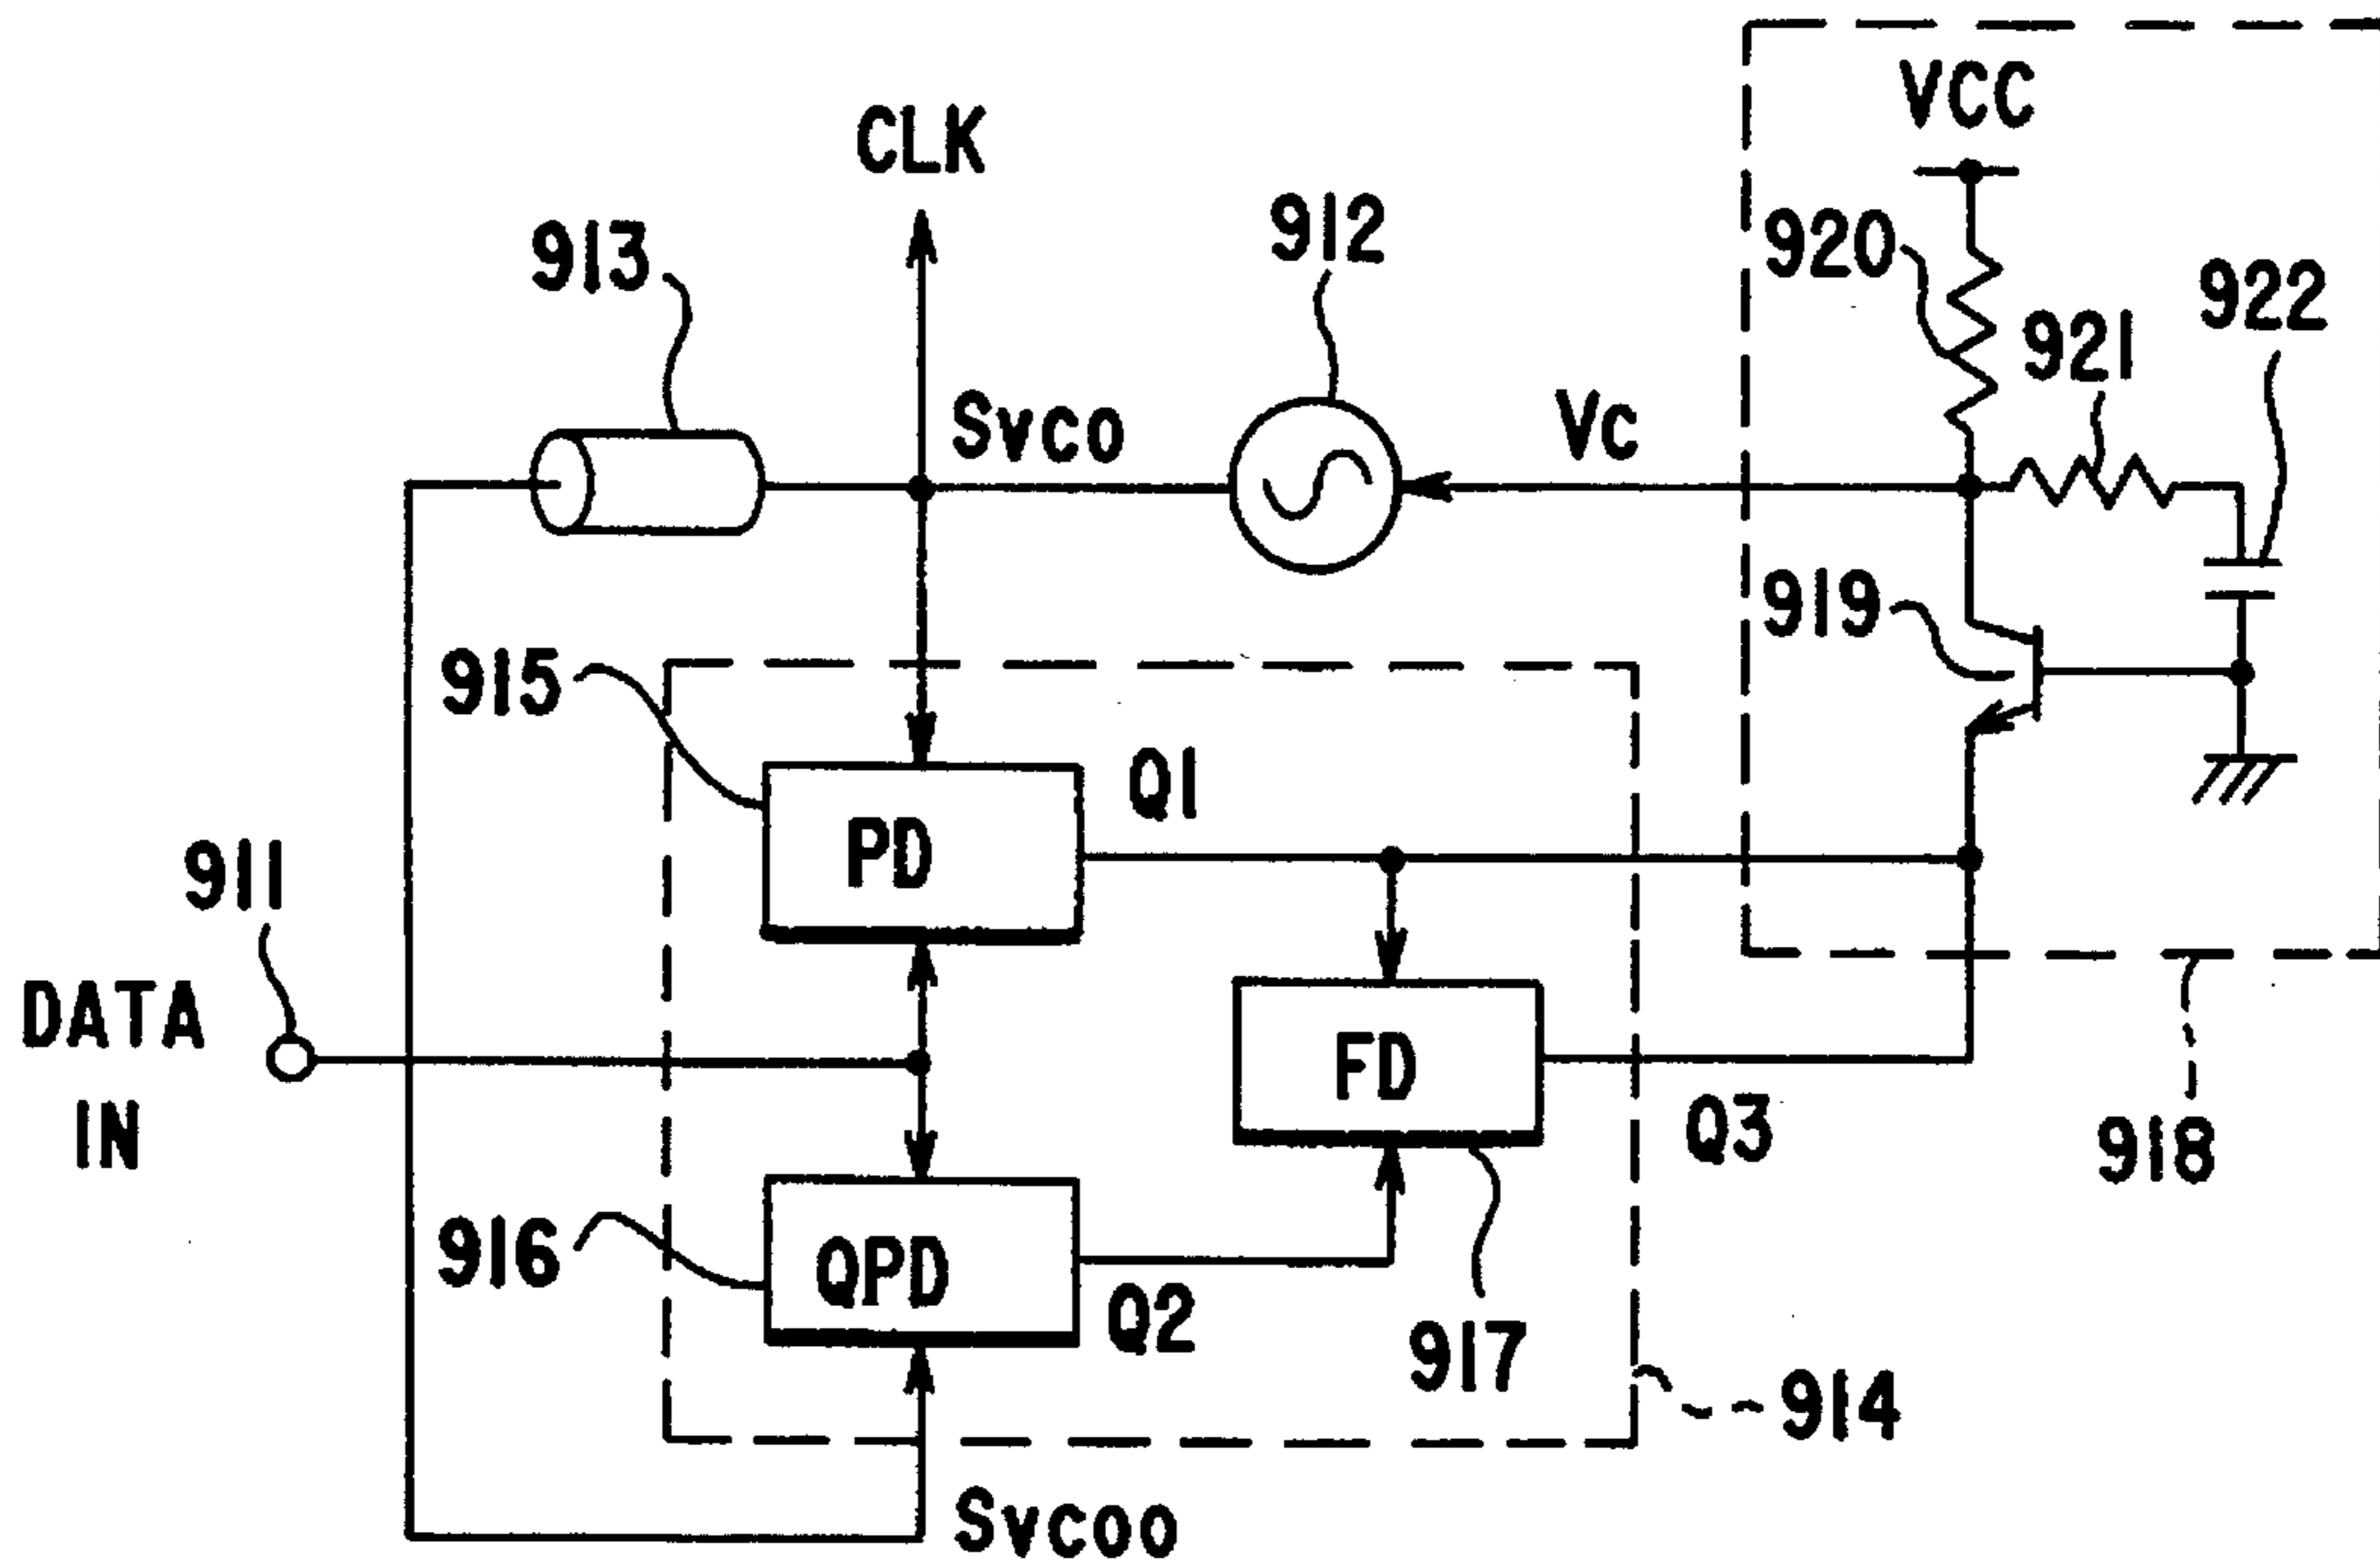 VCC
CLK
912
913
920
922
921
Svco
Vc
919
915
Q1
PD
911
DATA
IN
FD
Q3
918
916
QPD
Q2
917
914
Svcoo